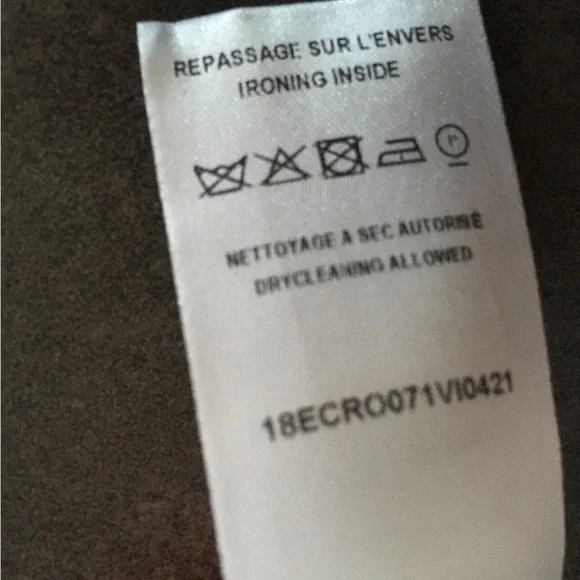 REPASSAGE SUR L'ENVERS
IRONING INSIDE
P
NETTOYAGE A SEC AUTORISÉ
DRYCLEANING ALLOWED
18ECRO071VI0421